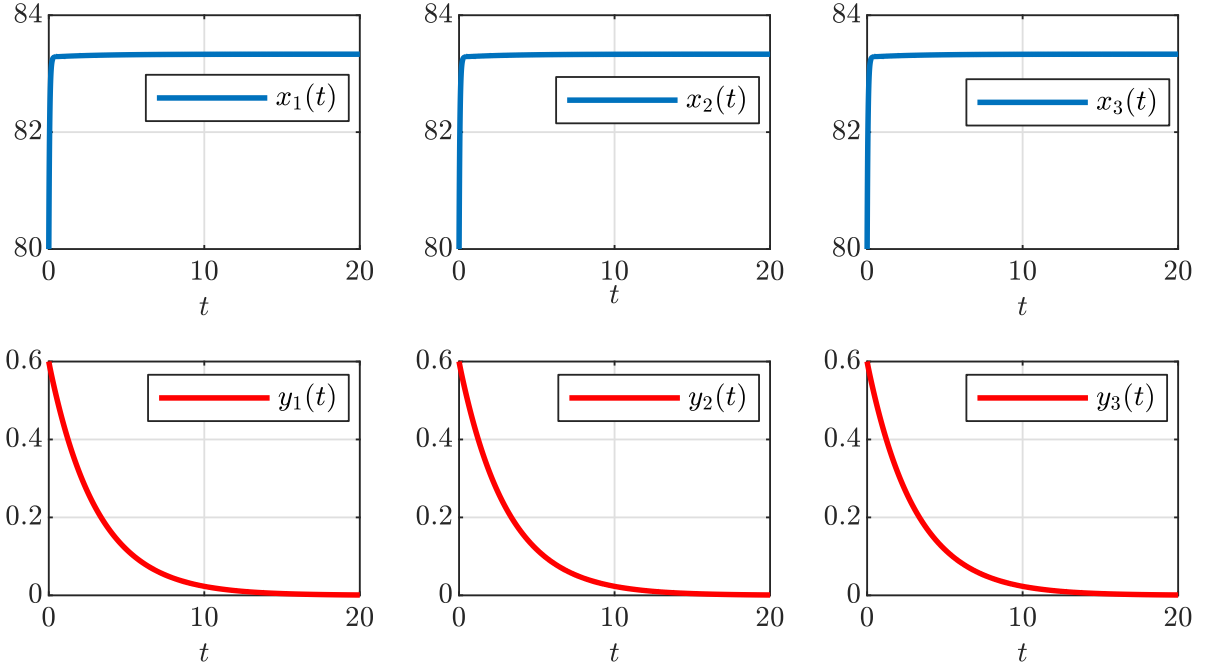 84 84 84
x₁(t) x₂(t) x₃(t)
82 82 82
80 80 80
0 10 20 0 10 20 0 10 20
t t t
0.6 0.6 0.6
y₁(t) y₂(t) y₃(t)
0.4 0.4 0.4
0.2 0.2 0.2
0 0 0
0 10 20 0 10 20 0 10 20
t t t